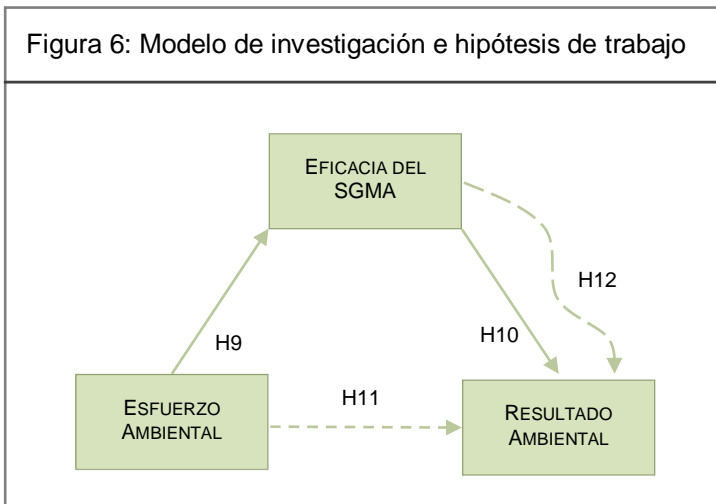 Figura 6: Modelo de investigación e hipótesis de trabajo
EFICACIA DEL
SGMA
H12
H9
H10
H11
ESFUERZO
AMBIENTAL
RESULTADO
AMBIENTAL